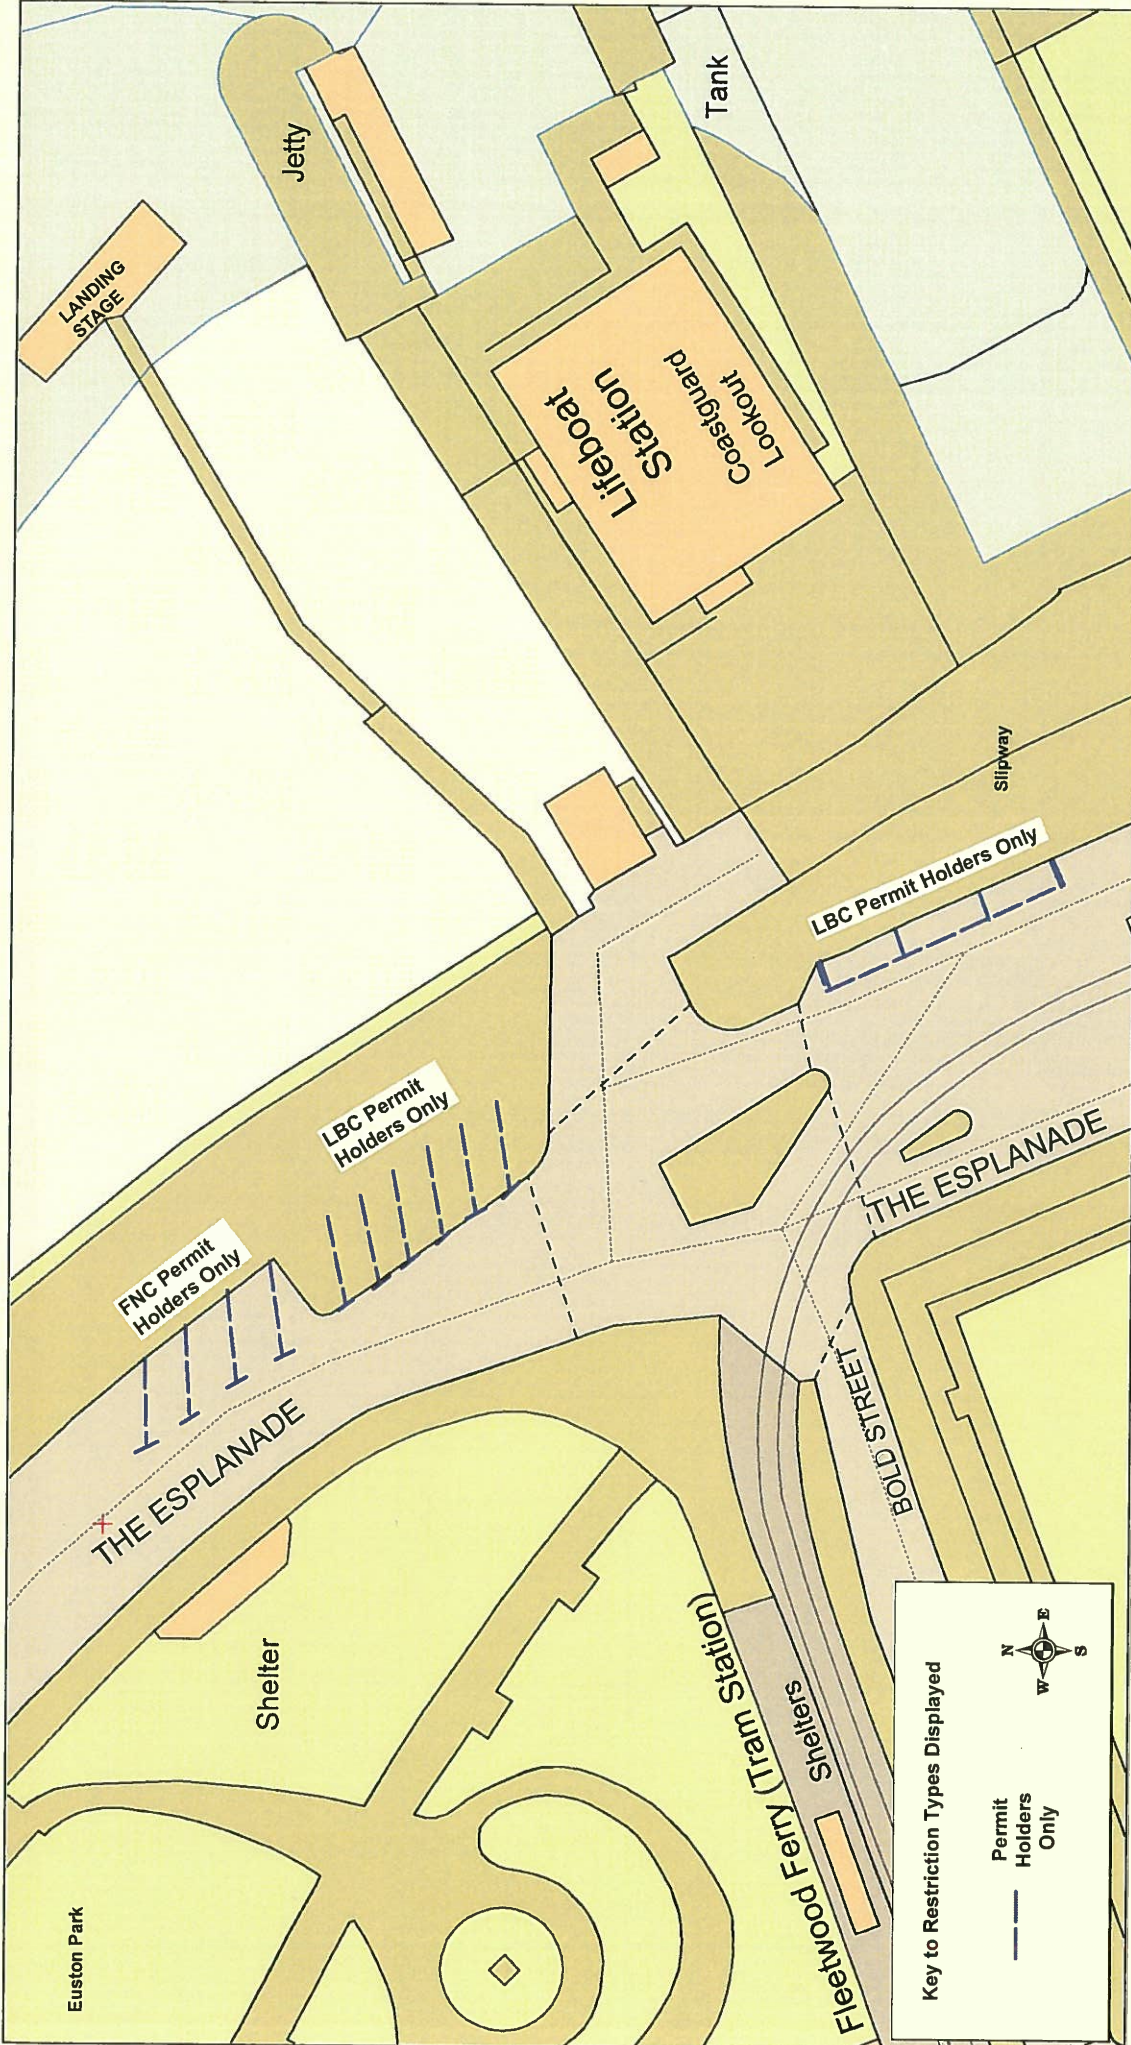 LANDING
STAGE
Jetty
Tank
Lifeboat
Station
Coastguard
Lookout
Slipway
LBC Permit Holders Only
LBC Permit
Holders Only
FNC Permit
Holders Only
THE ESPLANADE
THE ESPLANADE
BOLD STREET
Shelter
Shelters
Fleetwood Ferry (Tram Station)
Euston Park
Key to Restriction Types Displayed
Permit
Holders
Only
N
W
E
S